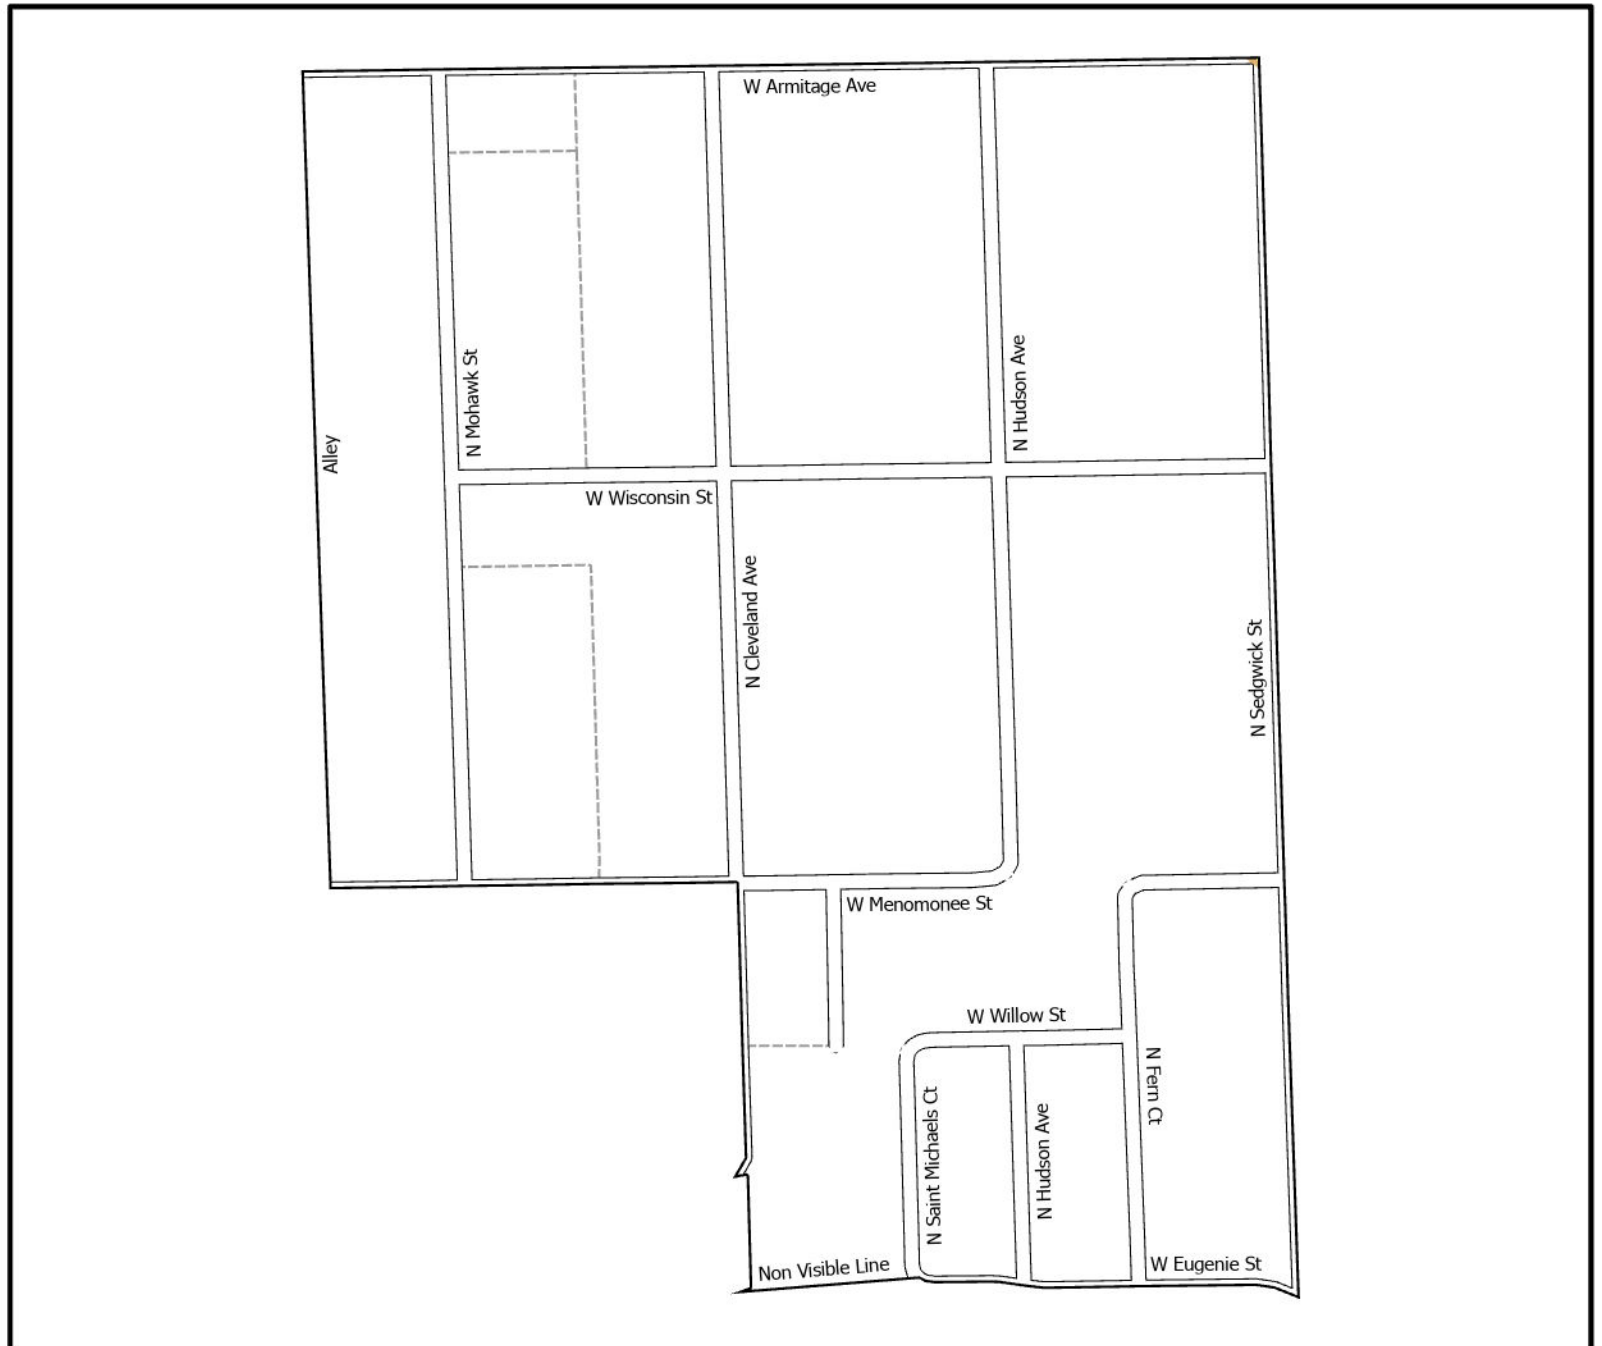 W Armitage Ave
N Mohawk St
N Hudson Ave
Alley
W Wisconsin St
N Cleveland Ave
N Sedgwick St
W Menomonee St
W Willow St
N Fern Ct
N Saint Michaels Ct
N Hudson Ave
W Eugenie St
Non Visible Line